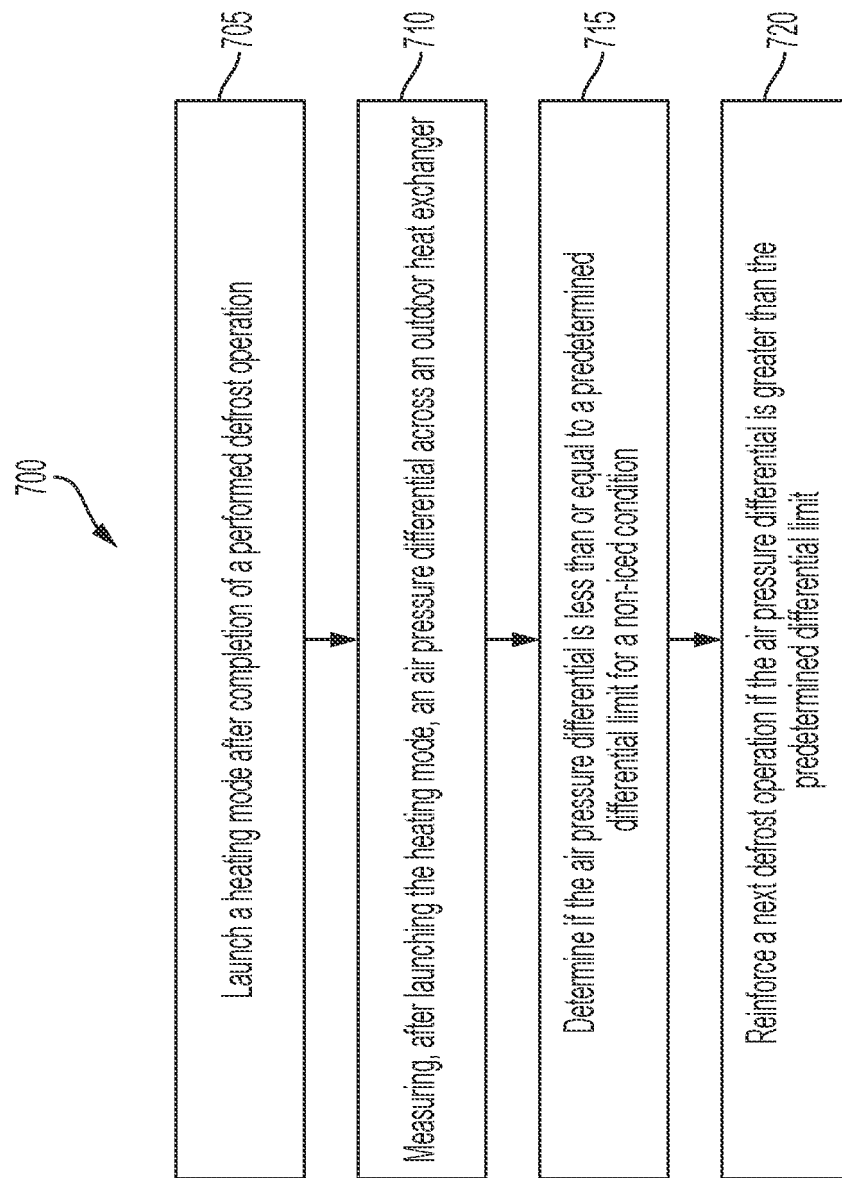 700
Launch a heating mode after completion of a performed defrost operation
705
Measuring, after launching the heating mode, an air pressure differential across an outdoor heat exchanger
710
Determine if the air pressure differential is less than or equal to a predetermined
differential limit for a non-iced condition
715
Reinforce a next defrost operation if the air pressure differential is greater than the
predetermined differential limit
720